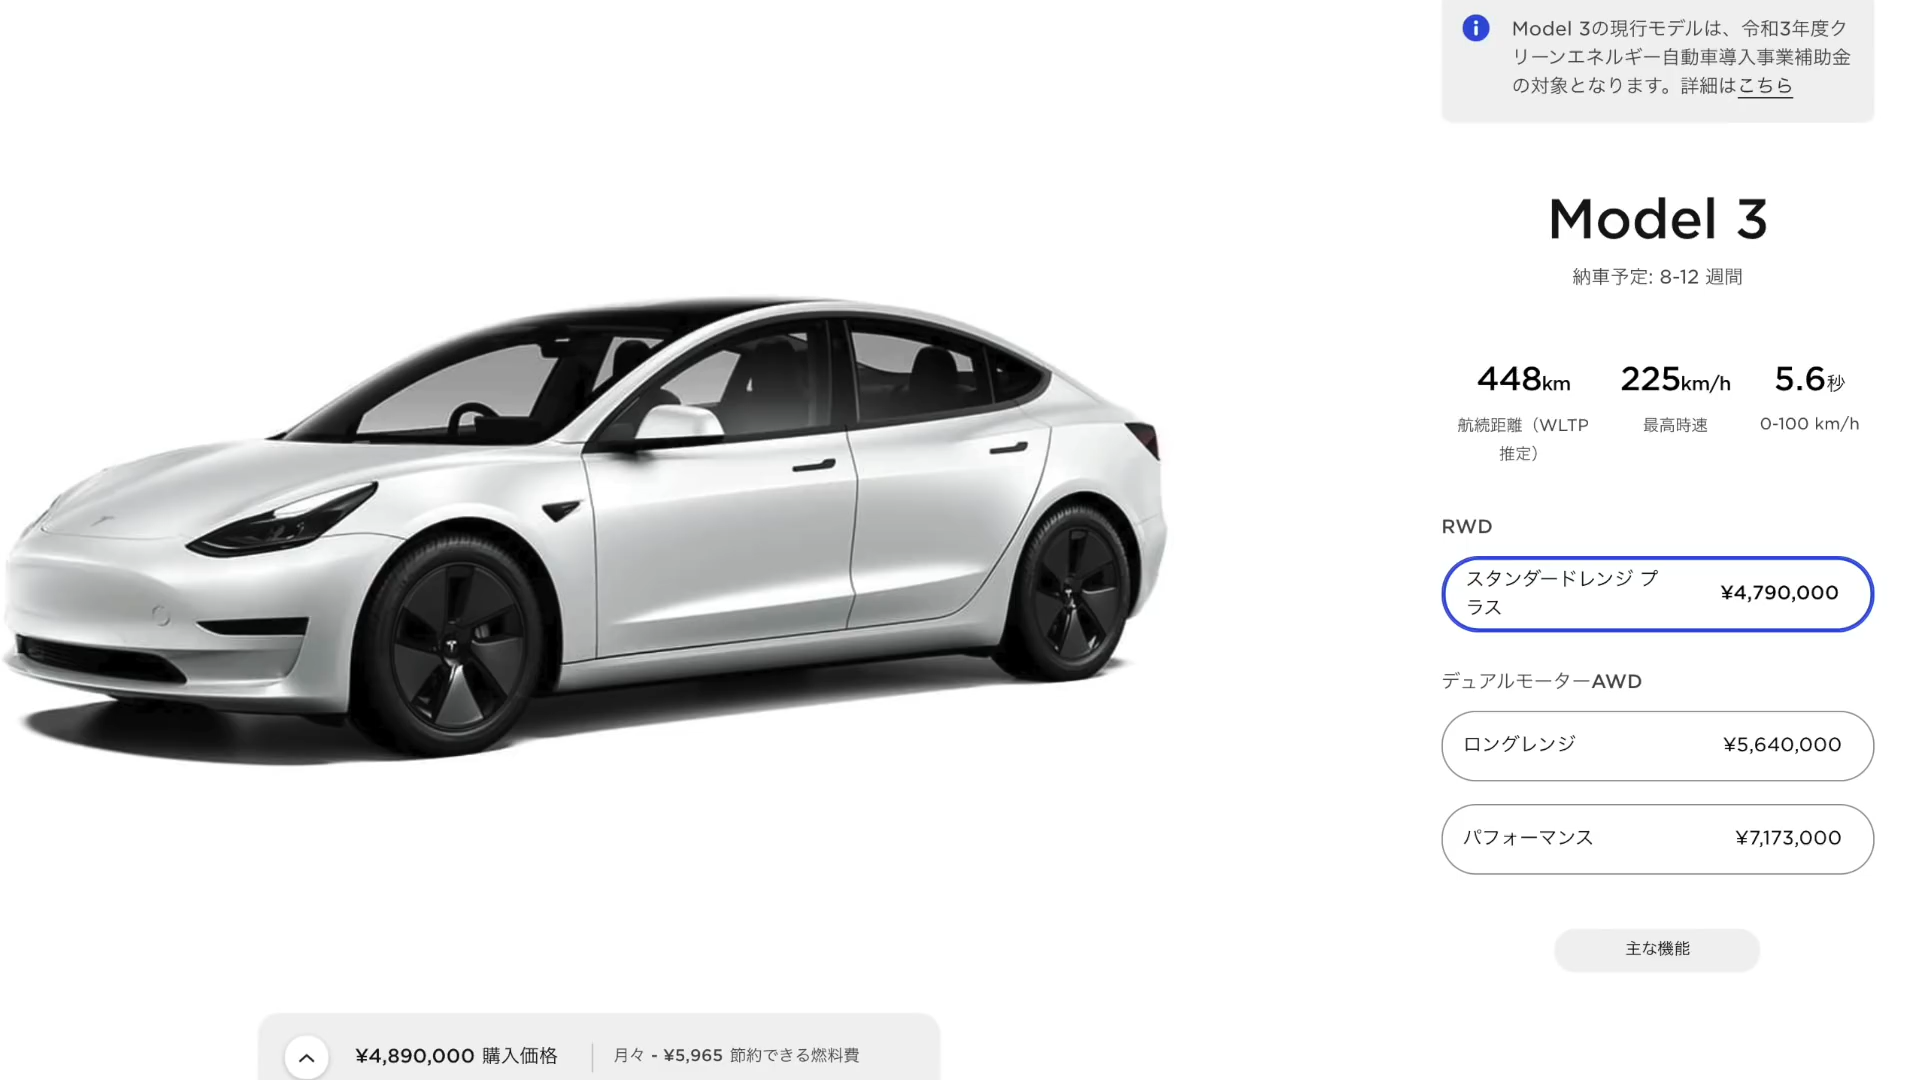 Model 3の現行モデルは、令和3年度ク
リーンエネルギー自動車導入事業補助金
の対象となります。詳細はこちら
Model 3
納車予定: 8-12 週間
448km
航続距離（WLTP
推定）
225km/h
最高時速
5.6秒
0-100 km/h
RWD
スタンダードレンジ プ
ラス
¥4,790,000
デュアルモーターAWD
ロングレンジ ¥5,640,000
パフォーマンス ¥7,173,000
主な機能
¥4,890,000 購入価格
月々 - ¥5,965 節約できる燃料費